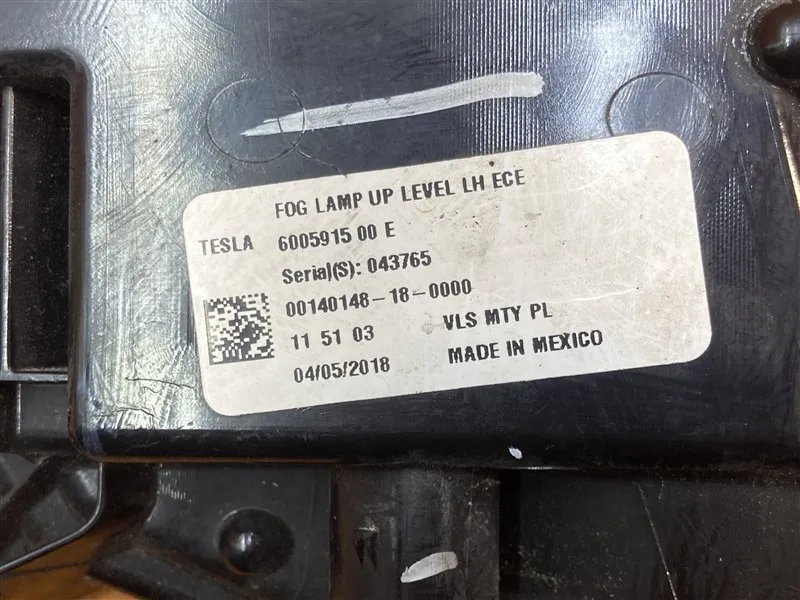 FOG LAMP UP LEVEL LH ECE
TESLA 6005915 00 E
Serial(S): 043765
00140148-18-0000
11 51 03 VLS MTY PL
04/05/2018 MADE IN MEXICO